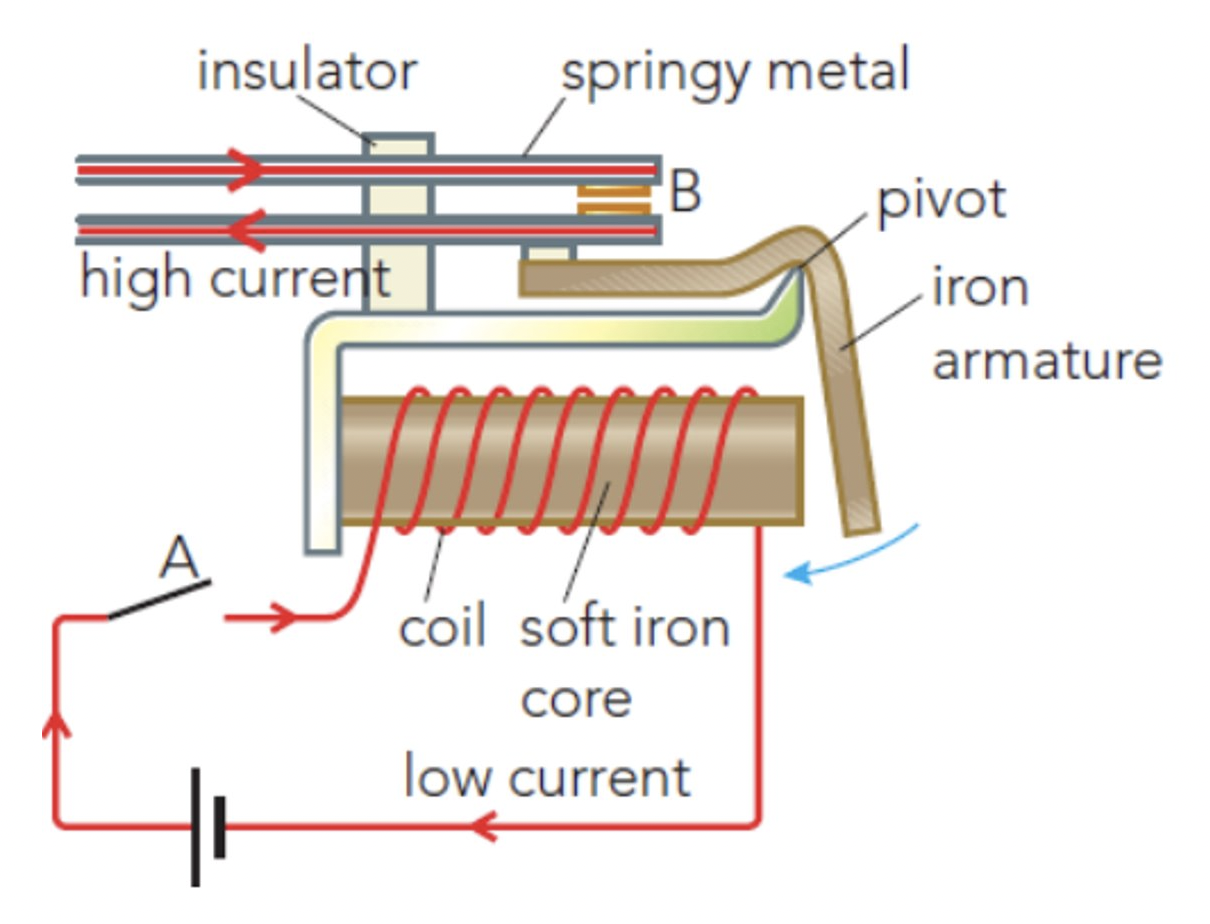 insulator
springy metal
B
pivot
high current
iron
armature
A
coil
soft iron
core
low current